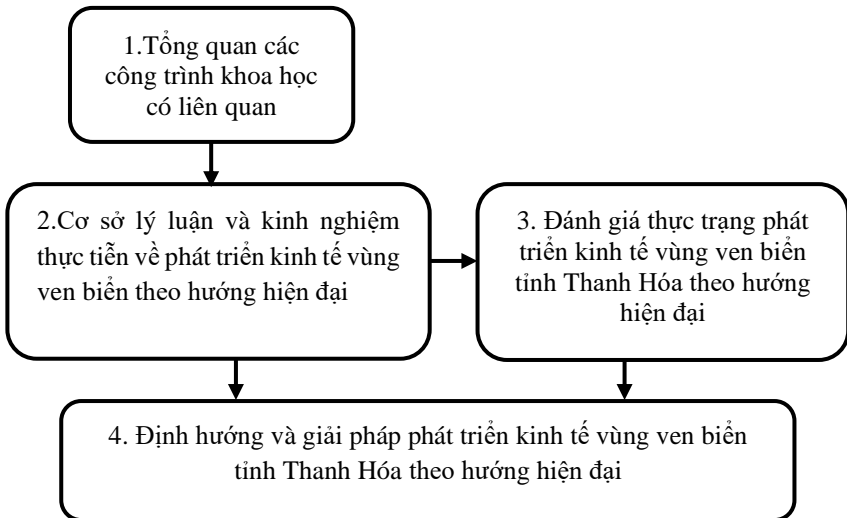 1.Tổng quan các
công trình khoa học
có liên quan
2.Cơ sở lý luận và kinh nghiệm
thực tiễn về phát triển kinh tế vùng
ven biển theo hướng hiện đại
3. Đánh giá thực trạng phát
triển kinh tế vùng ven biển
tỉnh Thanh Hóa theo hướng
hiện đại
4. Định hướng và giải pháp phát triển kinh tế vùng ven biển
tỉnh Thanh Hóa theo hướng hiện đại